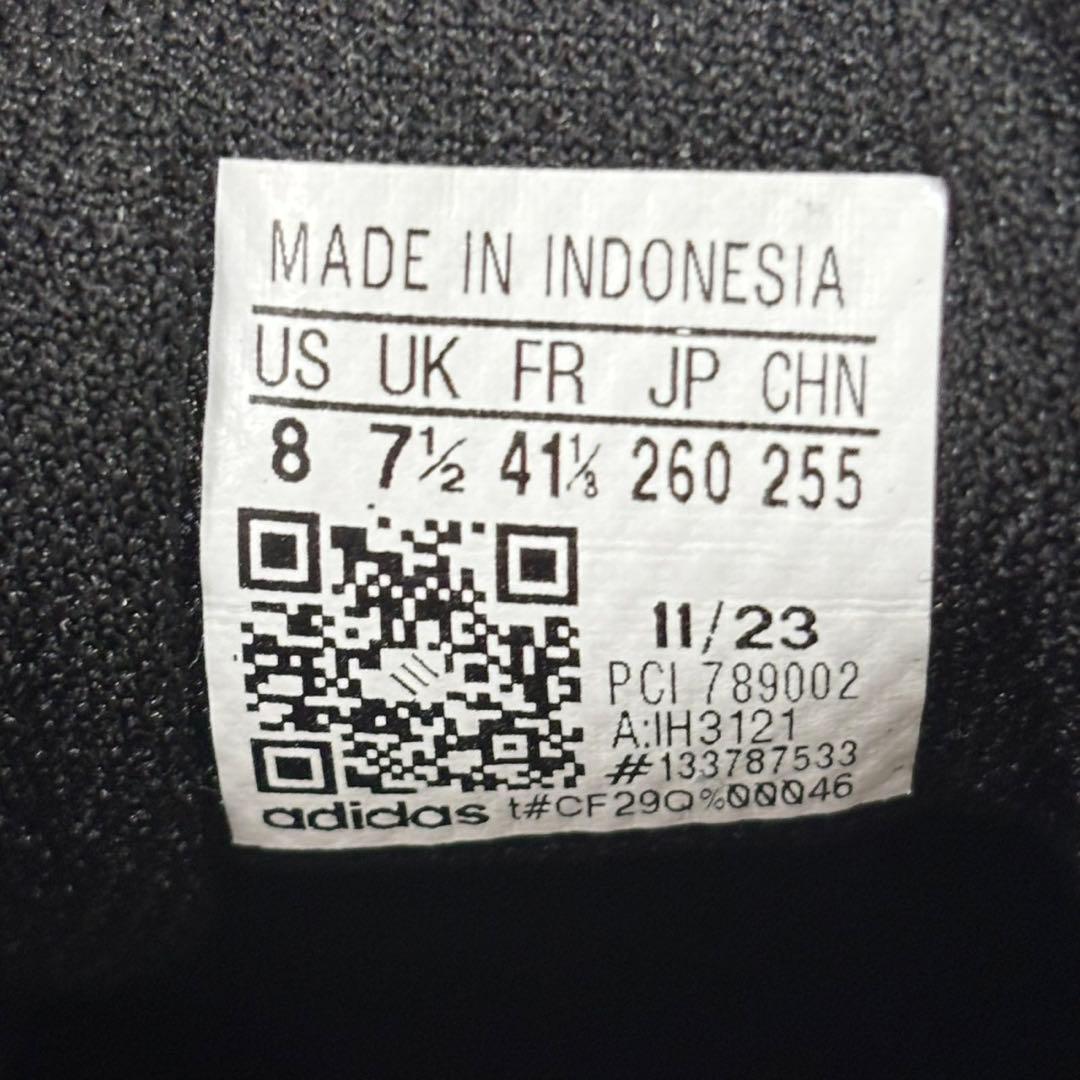 MADE IN INDONESIA
US UK FR JP CHN
8 7½ 41⅓ 260 255
11/23
PCI 789002
A:IH3121
#133787533
adidas t#CF29Q%00046